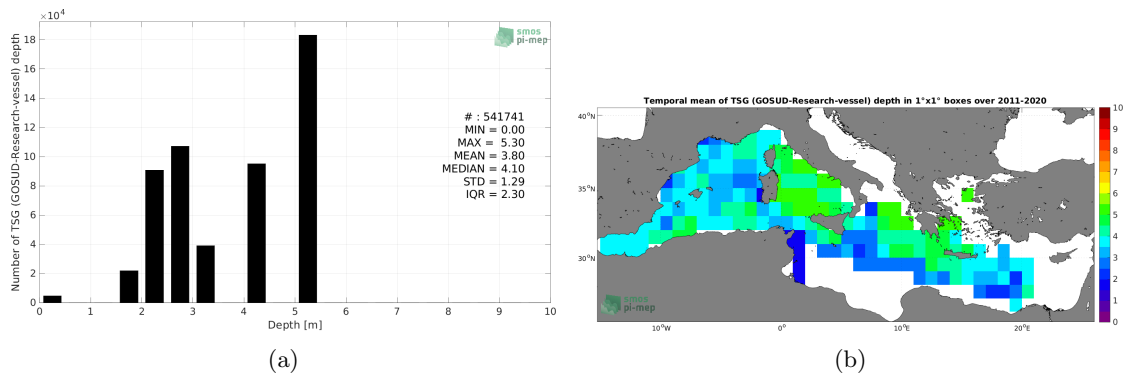 ×10⁴
18
16
14
12
10
8
6
4
2
0
Number of TSG (GOSUD-Research-vessel) depth
0 1 2 3 4 5 6 7 8 9 10
Depth [m]
smos
pi-mep
# : 541741
MIN = 0.00
MAX = 5.30
MEAN = 3.80
MEDIAN = 4.10
STD = 1.29
IQR = 2.30
(a)
Temporal mean of TSG (GOSUD-Research-vessel) depth in 1°x1° boxes over 2011-2020
40°N
35°N
30°N
10°W 0° 10°E 20°E
smos
pi-mep
10
9
8
7
6
5
4
3
2
1
0
(b)